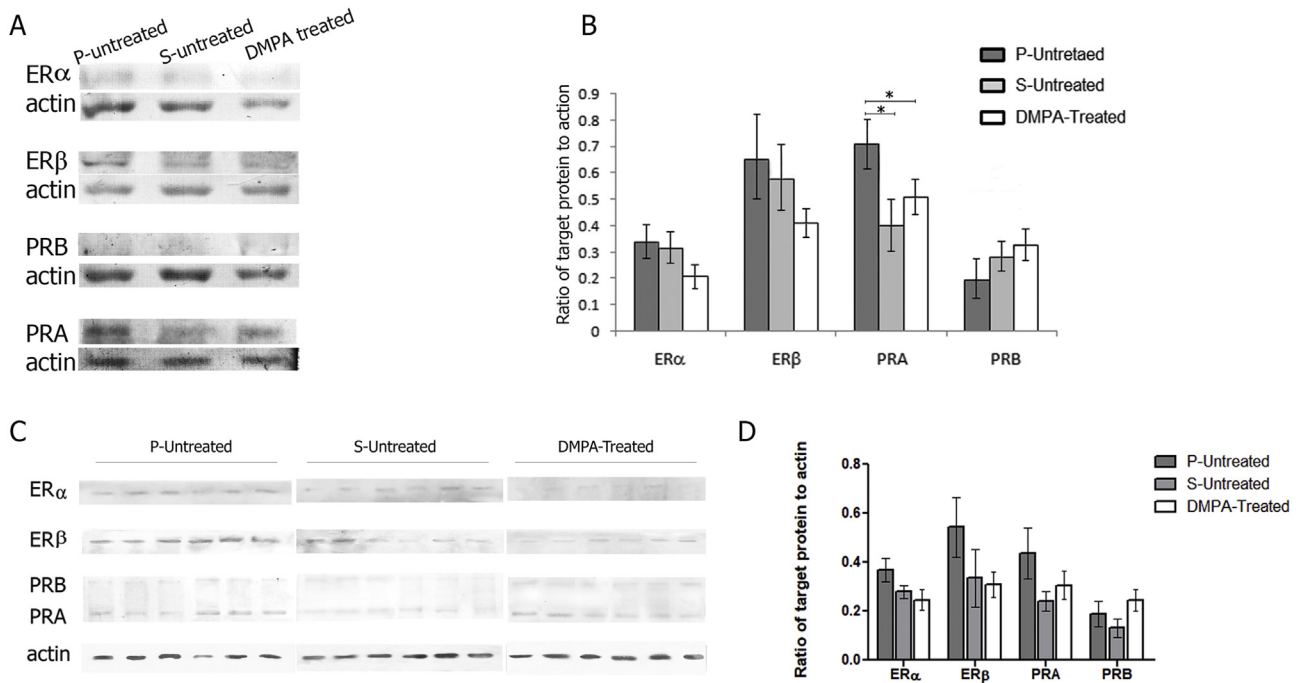 A
P-untreated S-untreated DMPA treated
ERα
actin
ERβ
actin
PRB
actin
PRA
actin
B
P-Untretaed
S-Untreated
DMPA-Treated
Ratio of target protein to action
0.9
0.8
0.7
0.6
0.5
0.4
0.3
0.2
0.1
0
* *
ERα ERβ PRA PRB
C
P-Untreated S-Untreated DMPA-Treated
ERα
ERβ
PRB
PRA
actin
D
P-Untreated
S-Untreated
DMPA-Treated
Ratio of target protein to actin
0.8
0.6
0.4
0.2
0.0
ERα ERβ PRA PRB